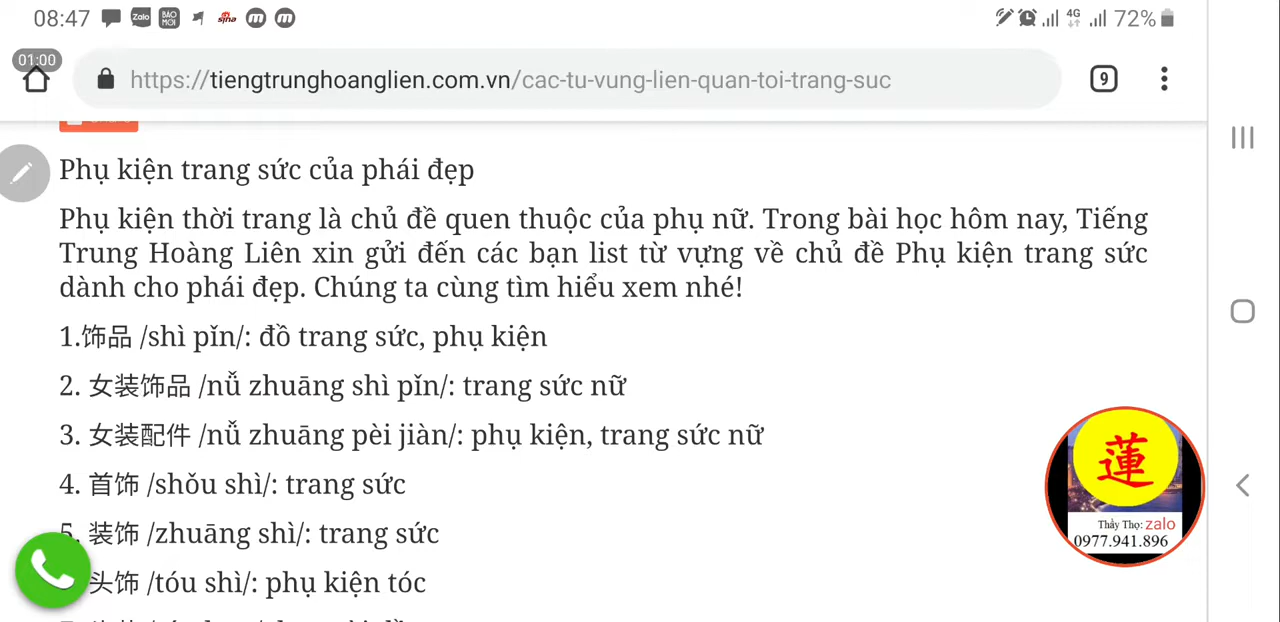 08:47 Zalo BÁO MỚI sina 4G 72%
01:00
https://tiengtrunghoanglien.com.vn/cac-tu-vung-lien-quan-toi-trang-suc 9
Phụ kiện trang sức của phái đẹp
Phụ kiện thời trang là chủ đề quen thuộc của phụ nữ. Trong bài học hôm nay, Tiếng
Trung Hoàng Liên xin gửi đến các bạn list từ vựng về chủ đề Phụ kiện trang sức
dành cho phái đẹp. Chúng ta cùng tìm hiểu xem nhé!
1.饰品 /shì pǐn/: đồ trang sức, phụ kiện
2. 女装饰品 /nǚ zhuāng shì pǐn/: trang sức nữ
3. 女装配件 /nǚ zhuāng pèi jiàn/: phụ kiện, trang sức nữ
4. 首饰 /shǒu shì/: trang sức
5. 装饰 /zhuāng shì/: trang sức
头饰 /tóu shì/: phụ kiện tóc
蓮
Thầy Thọ: zalo
0977.941.896